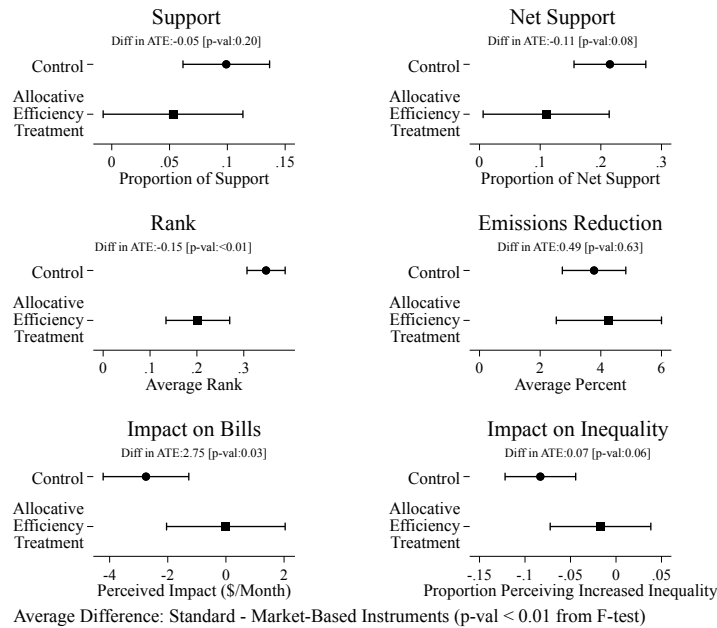 Support
Diff in ATE:-0.05 [p-val:0.20]
Control
Allocative
Efficiency
Treatment
0 .05 .1 .15
Proportion of Support
Net Support
Diff in ATE:-0.11 [p-val:0.08]
Control
Allocative
Efficiency
Treatment
0 .1 .2 .3
Proportion of Net Support
Rank
Diff in ATE:-0.15 [p-val:<0.01]
Control
Allocative
Efficiency
Treatment
0 .1 .2 .3
Average Rank
Emissions Reduction
Diff in ATE:0.49 [p-val:0.63]
Control
Allocative
Efficiency
Treatment
0 2 4 6
Average Percent
Impact on Bills
Diff in ATE:2.75 [p-val:0.03]
Control
Allocative
Efficiency
Treatment
-4 -2 0 2
Perceived Impact ($/Month)
Impact on Inequality
Diff in ATE:0.07 [p-val:0.06]
Control
Allocative
Efficiency
Treatment
-.15 -.1 -.05 0 .05
Proportion Perceiving Increased Inequality
Average Difference: Standard - Market-Based Instruments (p-val < 0.01 from F-test)